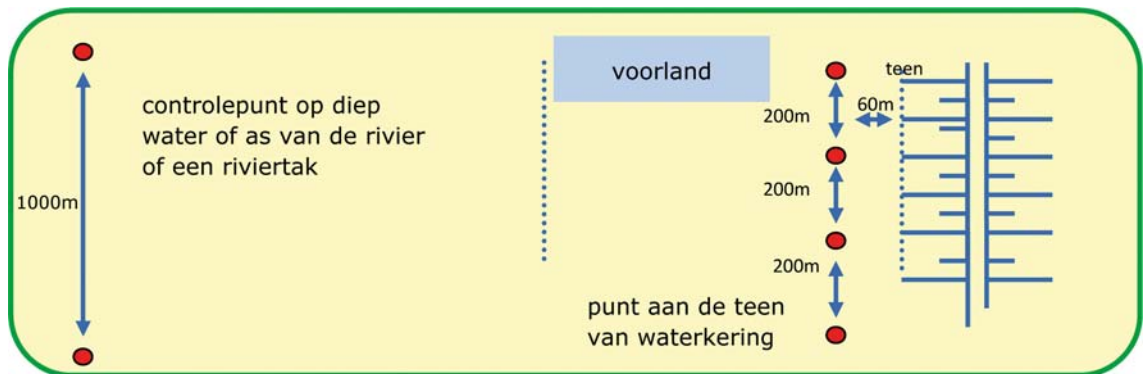 voorland
teen
controlepunt op diep
water of as van de rivier
of een riviertak
200m
60m
200m
1000m
200m
punt aan de teen
van waterkering